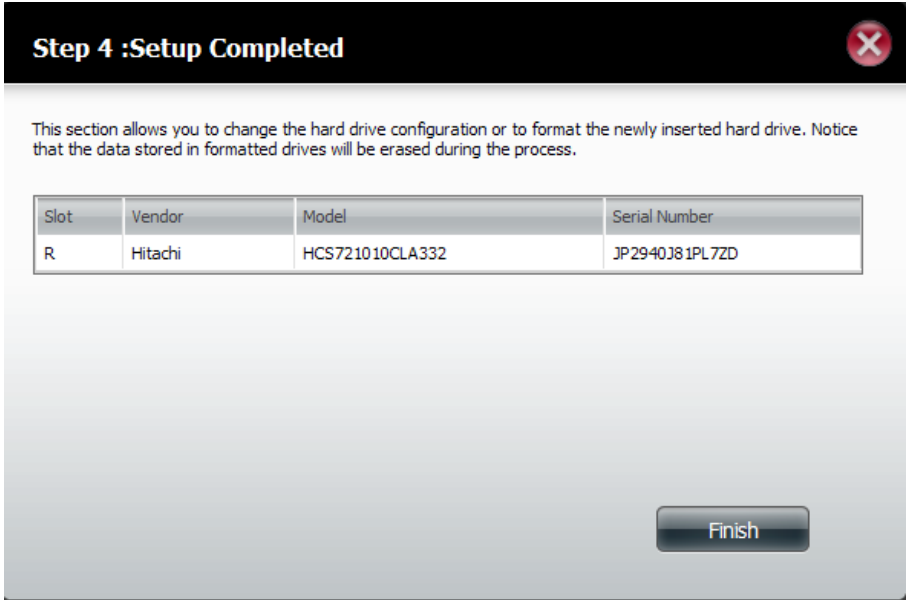 Step 4 :Setup Completed
This section allows you to change the hard drive configuration or to format the newly inserted hard drive. Notice
that the data stored in formatted drives will be erased during the process.
Slot Vendor Model Serial Number
R Hitachi HCS721010CLA332 JP2940J81PL7ZD
Finish